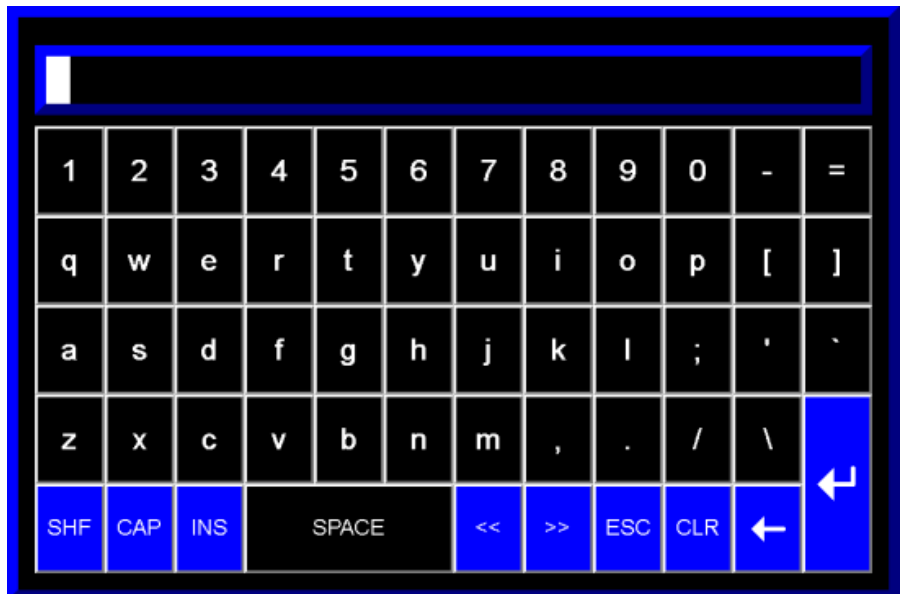 1 2 3 4 5 6 7 8 9 0 - =
q w e r t y u i o p [ ]
a s d f g h j k l ; ' `
z x c v b n m , . / \
SHF CAP INS SPACE << >> ESC CLR ← ↵